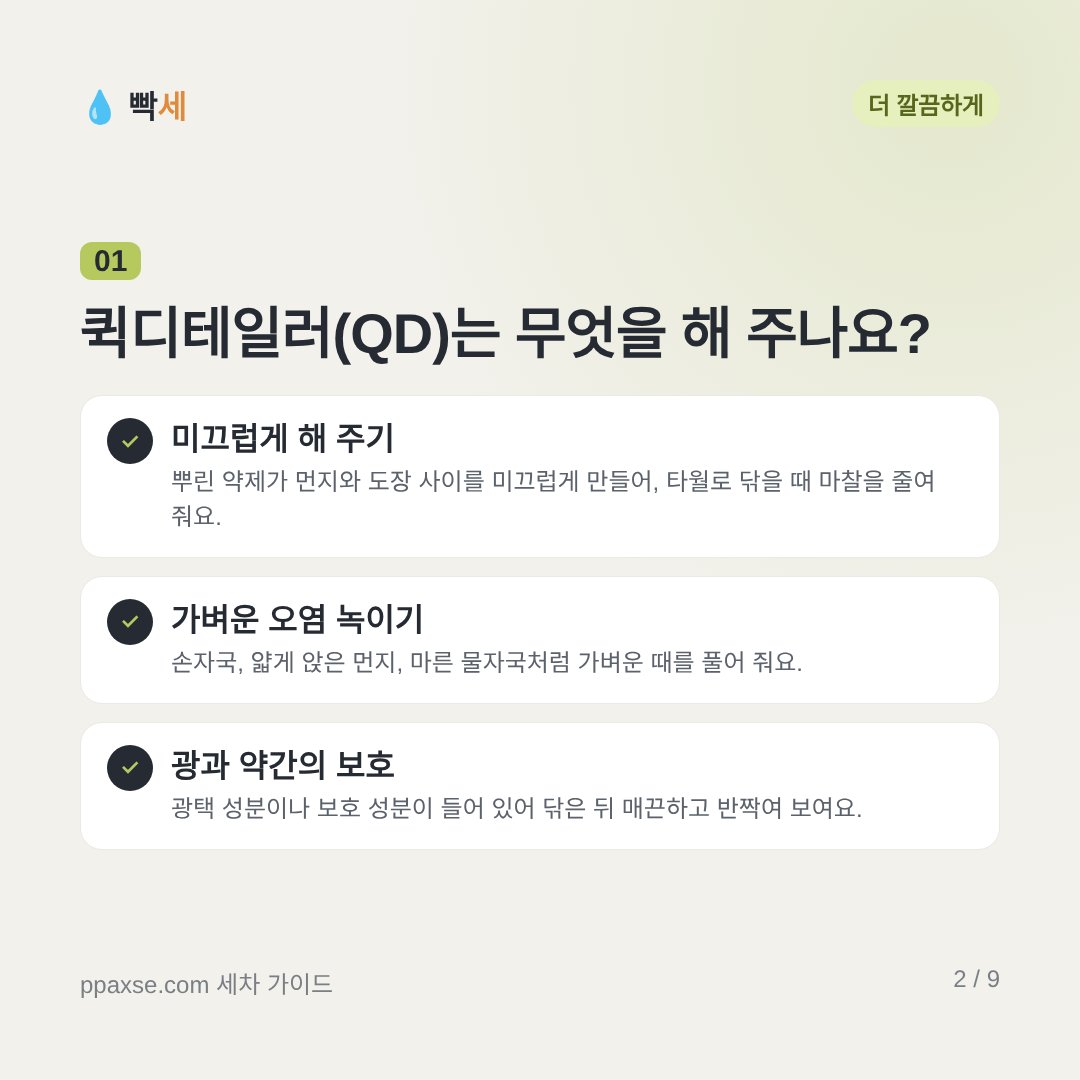 빡세
더 깔끔하게
01
퀵디테일러(QD)는 무엇을 해 주나요?
미끄럽게 해 주기
뿌린 약제가 먼지와 도장 사이를 미끄럽게 만들어, 타월로 닦을 때 마찰을 줄여
줘요.
가벼운 오염 녹이기
손자국, 얇게 앉은 먼지, 마른 물자국처럼 가벼운 때를 풀어 줘요.
광과 약간의 보호
광택 성분이나 보호 성분이 들어 있어 닦은 뒤 매끈하고 반짝여 보여요.
ppaxse.com 세차 가이드
2 / 9